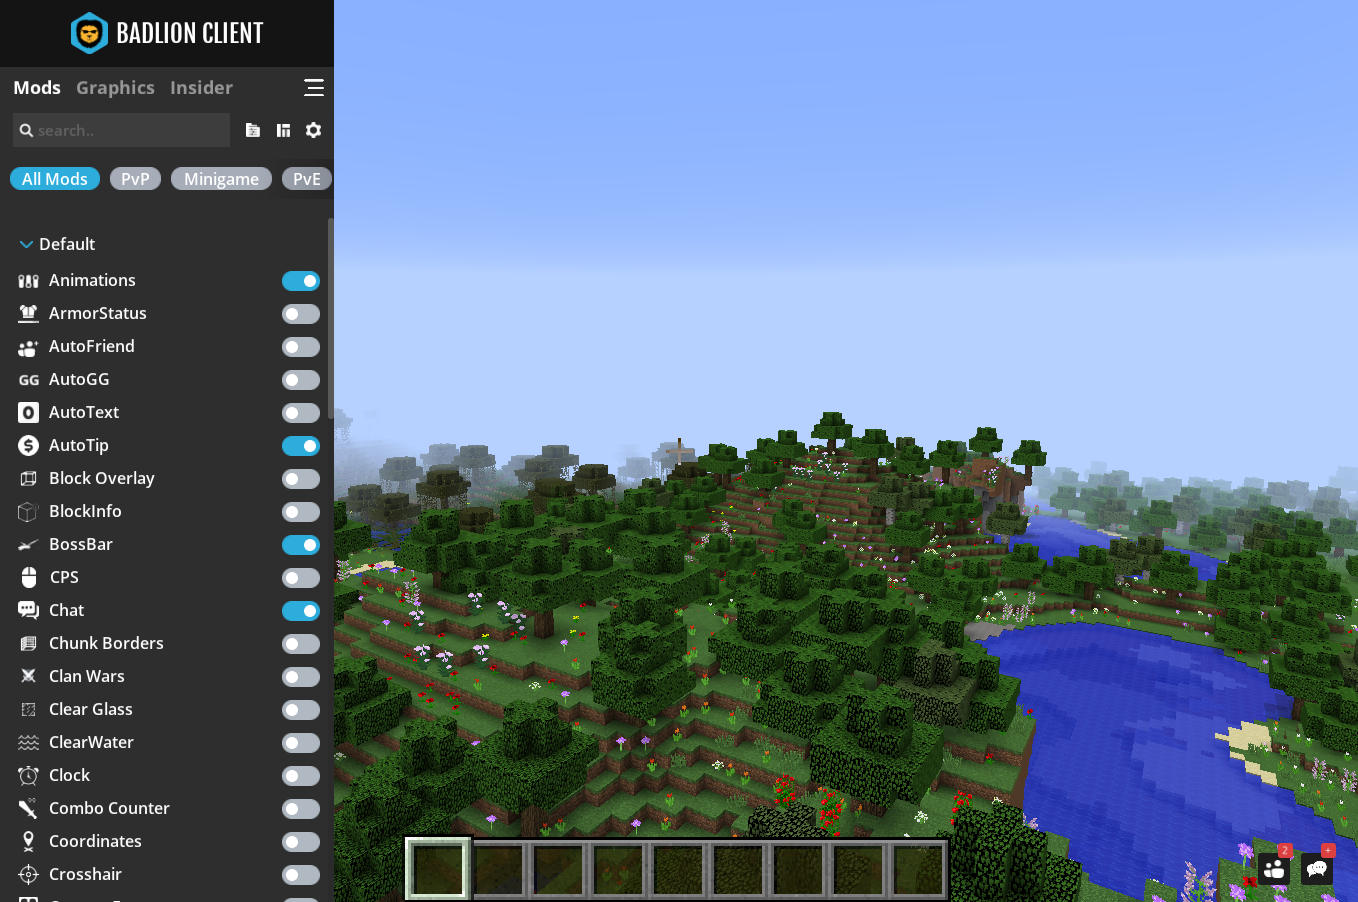 BADLION CLIENT
Mods Graphics Insider
search..
All Mods PvP Minigame PvE
Default
Animations
ArmorStatus
AutoFriend
GG AutoGG
AutoText
AutoTip
Block Overlay
BlockInfo
BossBar
CPS
Chat
Chunk Borders
Clan Wars
Clear Glass
ClearWater
Clock
Combo Counter
Coordinates
Crosshair
2 +